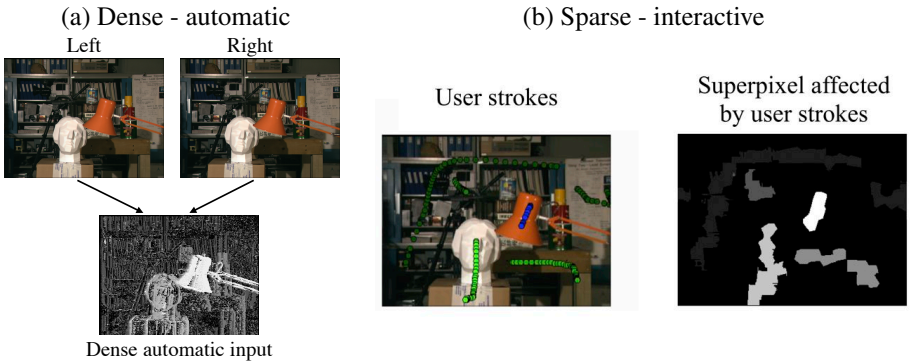 (a) Dense - automatic
Left
Right
Dense automatic input
(b) Sparse - interactive
User strokes
Superpixel affected
by user strokes